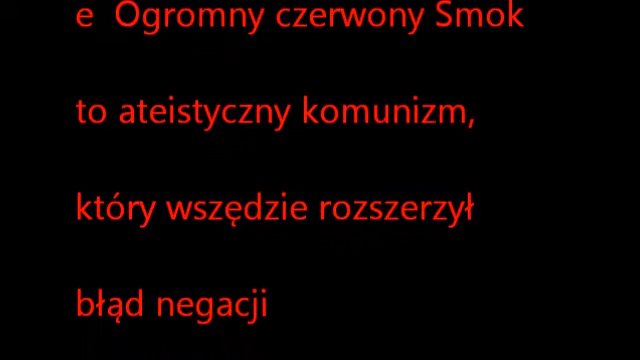 e Ogromny czerwony Smok
to ateistyczny komunizm,
który wszędzie rozszerzył
błąd negacji